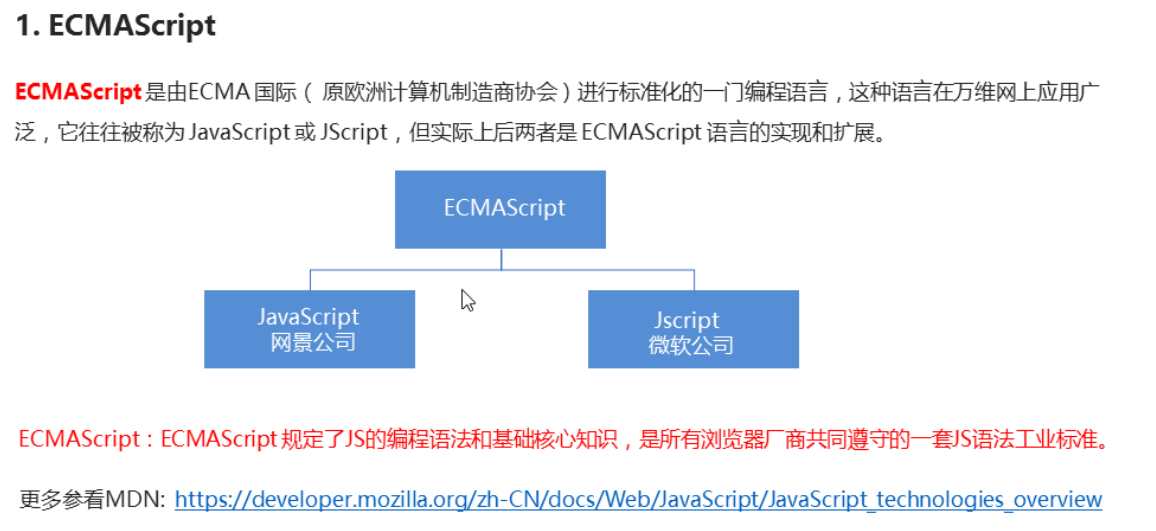 1. ECMAScript
ECMAScript 是由ECMA 国际（ 原欧洲计算机制造商协会）进行标准化的一门编程语言，这种语言在万维网上应用广
泛，它往往被称为 JavaScript 或 JScript，但实际上后两者是 ECMAScript 语言的实现和扩展。
ECMAScript
JavaScript
网景公司
Jscript
微软公司
ECMAScript：ECMAScript 规定了JS的编程语法和基础核心知识，是所有浏览器厂商共同遵守的一套JS语法工业标准。
更多参看MDN: https://developer.mozilla.org/zh-CN/docs/Web/JavaScript/JavaScript_technologies_overview